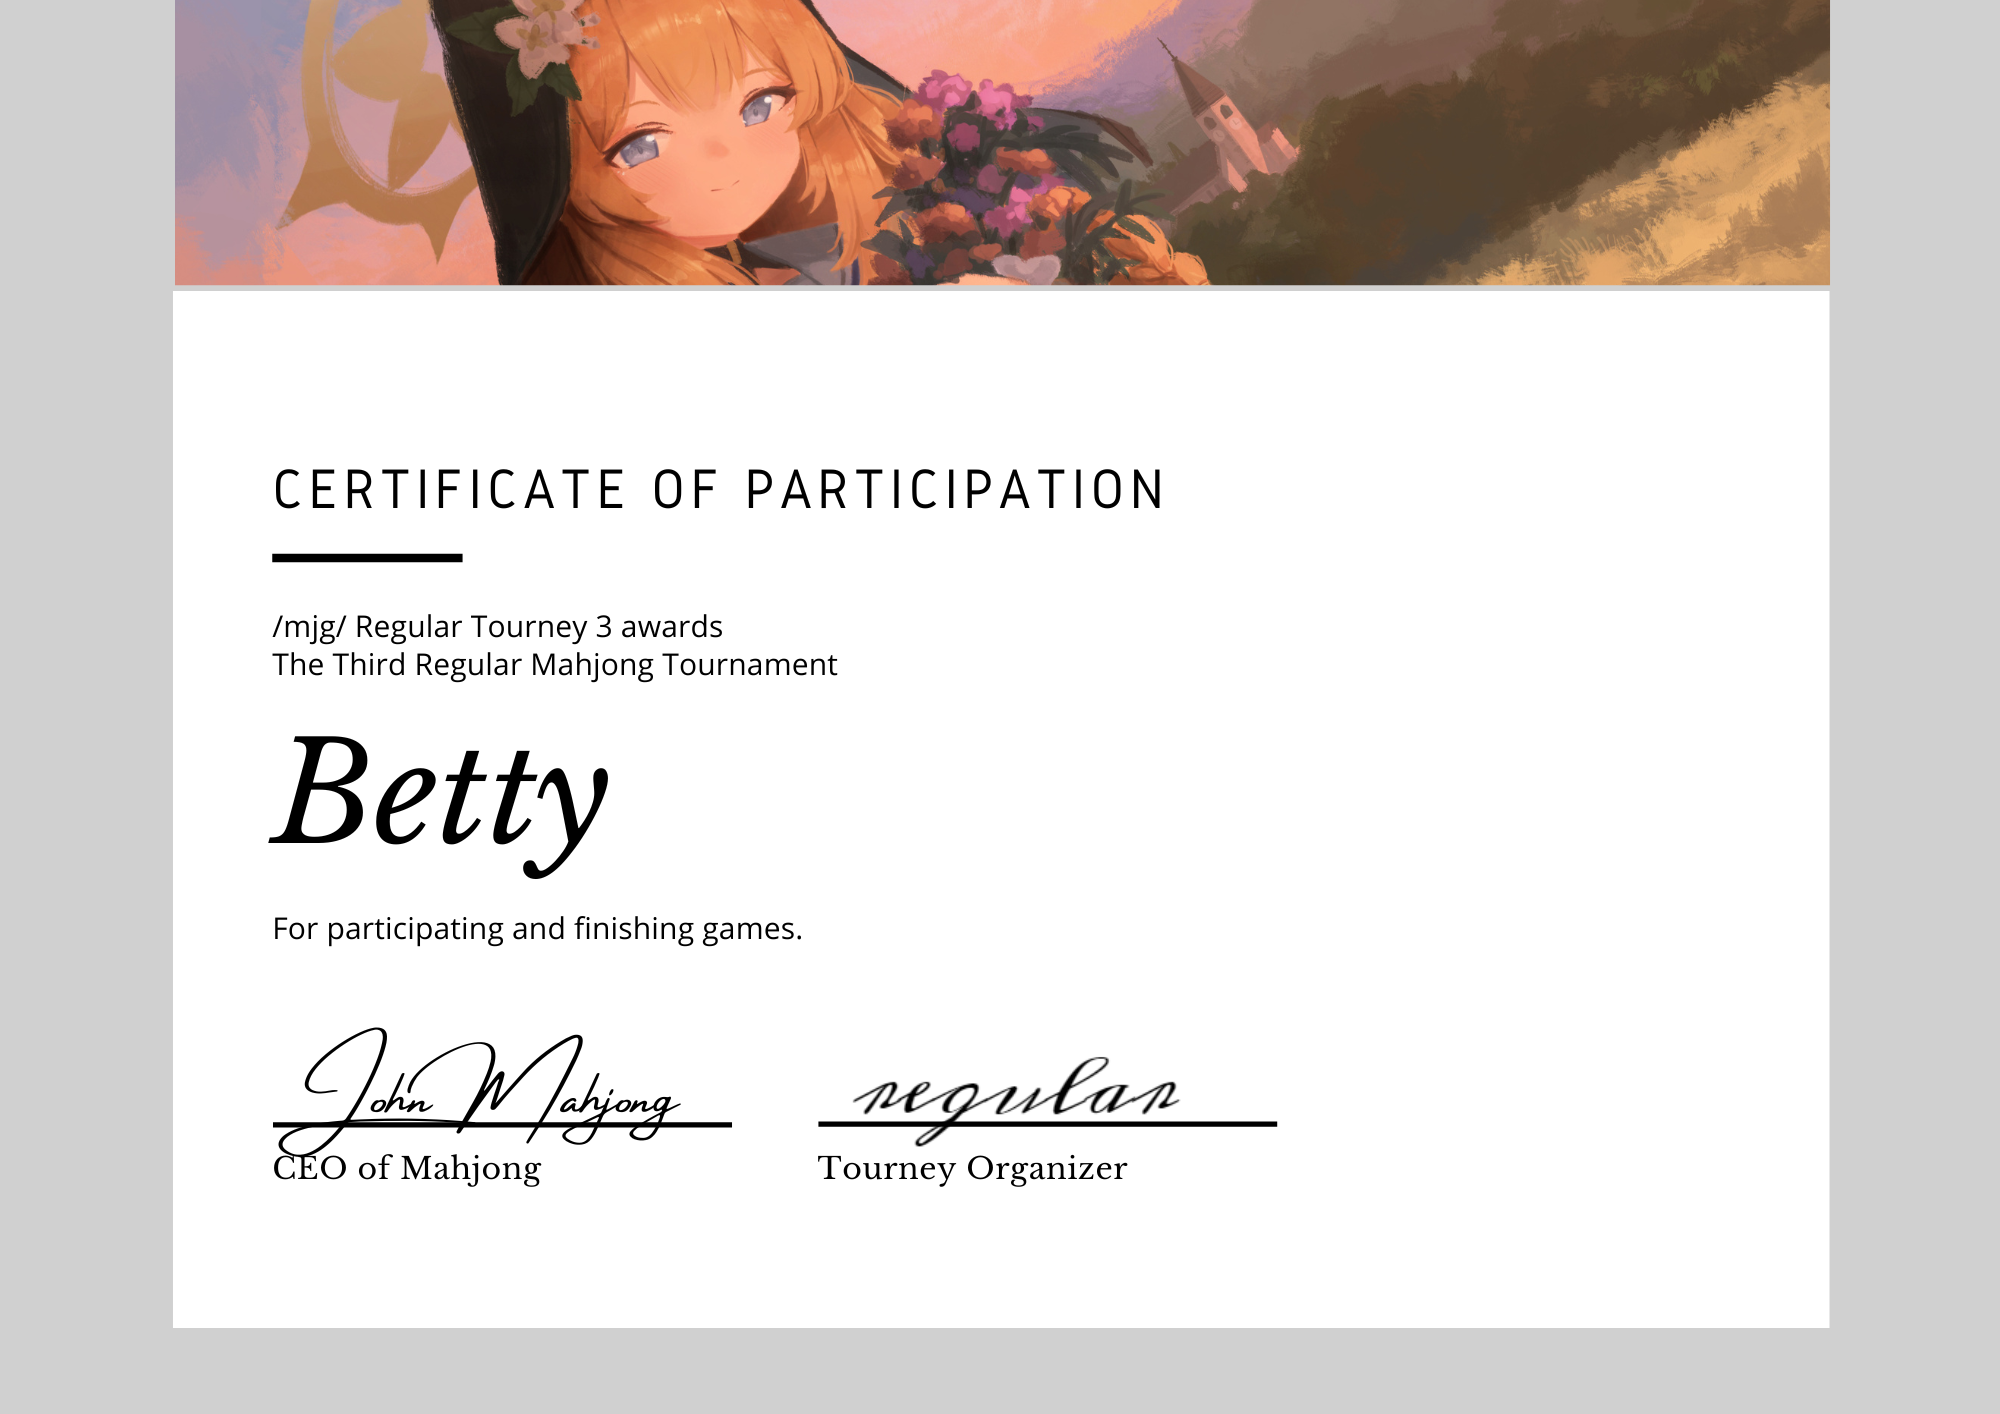 CERTIFICATE OF PARTICIPATION
/mjg/ Regular Tourney 3 awards
The Third Regular Mahjong Tournament
Betty
For participating and finishing games.
John Mahjong
CEO of Mahjong
regular
Tourney Organizer